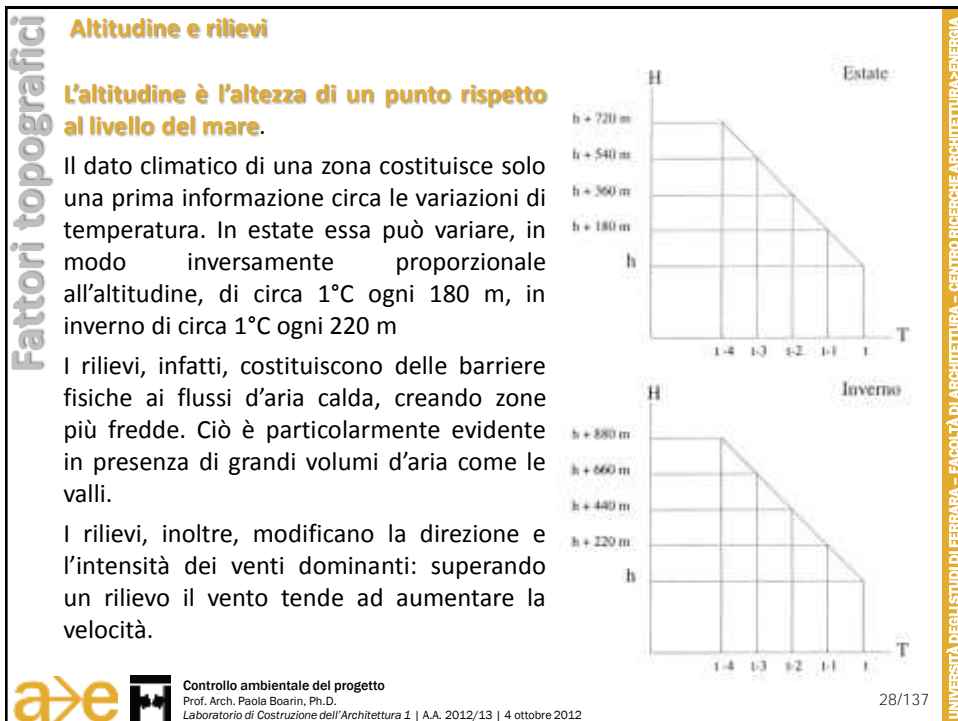 Fattori topografici
Altitudine e rilievi
L'altitudine è l'altezza di un punto rispetto
al livello del mare.
Il dato climatico di una zona costituisce solo
una prima informazione circa le variazioni di
temperatura. In estate essa può variare, in
modo inversamente proporzionale
all'altitudine, di circa 1°C ogni 180 m, in
inverno di circa 1°C ogni 220 m
I rilievi, infatti, costituiscono delle barriere
fisiche ai flussi d'aria calda, creando zone
più fredde. Ciò è particolarmente evidente
in presenza di grandi volumi d'aria come le
valli.
I rilievi, inoltre, modificano la direzione e
l'intensità dei venti dominanti: superando
un rilievo il vento tende ad aumentare la
velocità.
H
Estate
h + 720 m
h + 540 m
h + 360 m
h + 180 m
h
T
t-4 t-3 t-2 t-1 t
H
Inverno
h + 880 m
h + 660 m
h + 440 m
h + 220 m
h
T
t-4 t-3 t-2 t-1 t
a>e
Controllo ambientale del progetto
Prof. Arch. Paola Boarin, Ph.D.
Laboratorio di Costruzione dell'Architettura 1 | A.A. 2012/13 | 4 ottobre 2012
28/137
UNIVERSITÀ DEGLI STUDI DI FERRARA – FACOLTÀ DI ARCHITETTURA – CENTRO RICERCHE ARCHITETTURA>ENERGIA